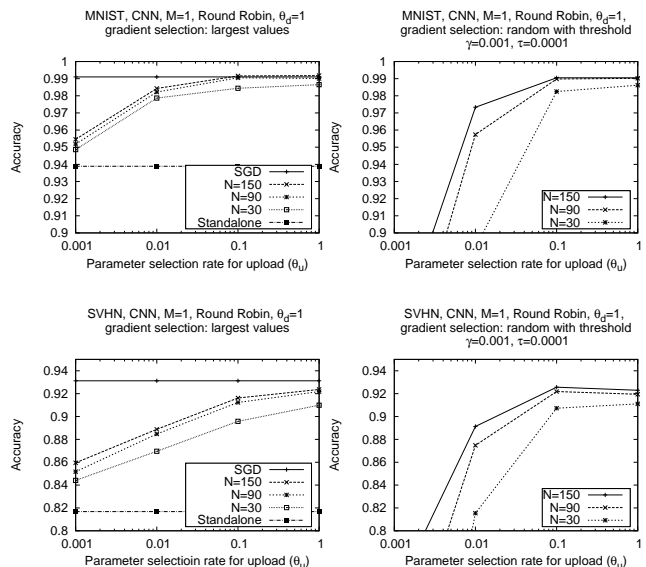 MNIST, CNN, M=1, Round Robin, θd=1
gradient selection: largest values
1
0.99
0.98
0.97
0.96
0.95
0.94
0.93
0.92
0.91
0.9
Accuracy
SGD
N=150
N=90
N=30
Standalone
0.001
0.01
0.1
1
Parameter selection rate for upload (θu)
MNIST, CNN, M=1, Round Robin, θd=1,
gradient selection: random with threshold
γ=0.001, τ=0.0001
1
0.99
0.98
0.97
0.96
0.95
0.94
0.93
0.92
0.91
0.9
Accuracy
N=150
N=90
N=30
0.001
0.01
0.1
1
Parameter selection rate for upload (θu)
SVHN, CNN, M=1, Round Robin, θd=1
gradient selection: largest values
0.94
0.92
0.9
0.88
0.86
0.84
0.82
0.8
Accuracy
SGD
N=150
N=90
N=30
Standalone
0.001
0.01
0.1
1
Parameter selectioin rate for upload (θu)
SVHN, CNN, M=1, Round Robin, θd=1,
gradient selection: random with threshold
γ=0.001, τ=0.0001
0.94
0.92
0.9
0.88
0.86
0.84
0.82
0.8
Accuracy
N=150
N=90
N=30
0.001
0.01
0.1
1
Parameter selection rate for upload (θu)